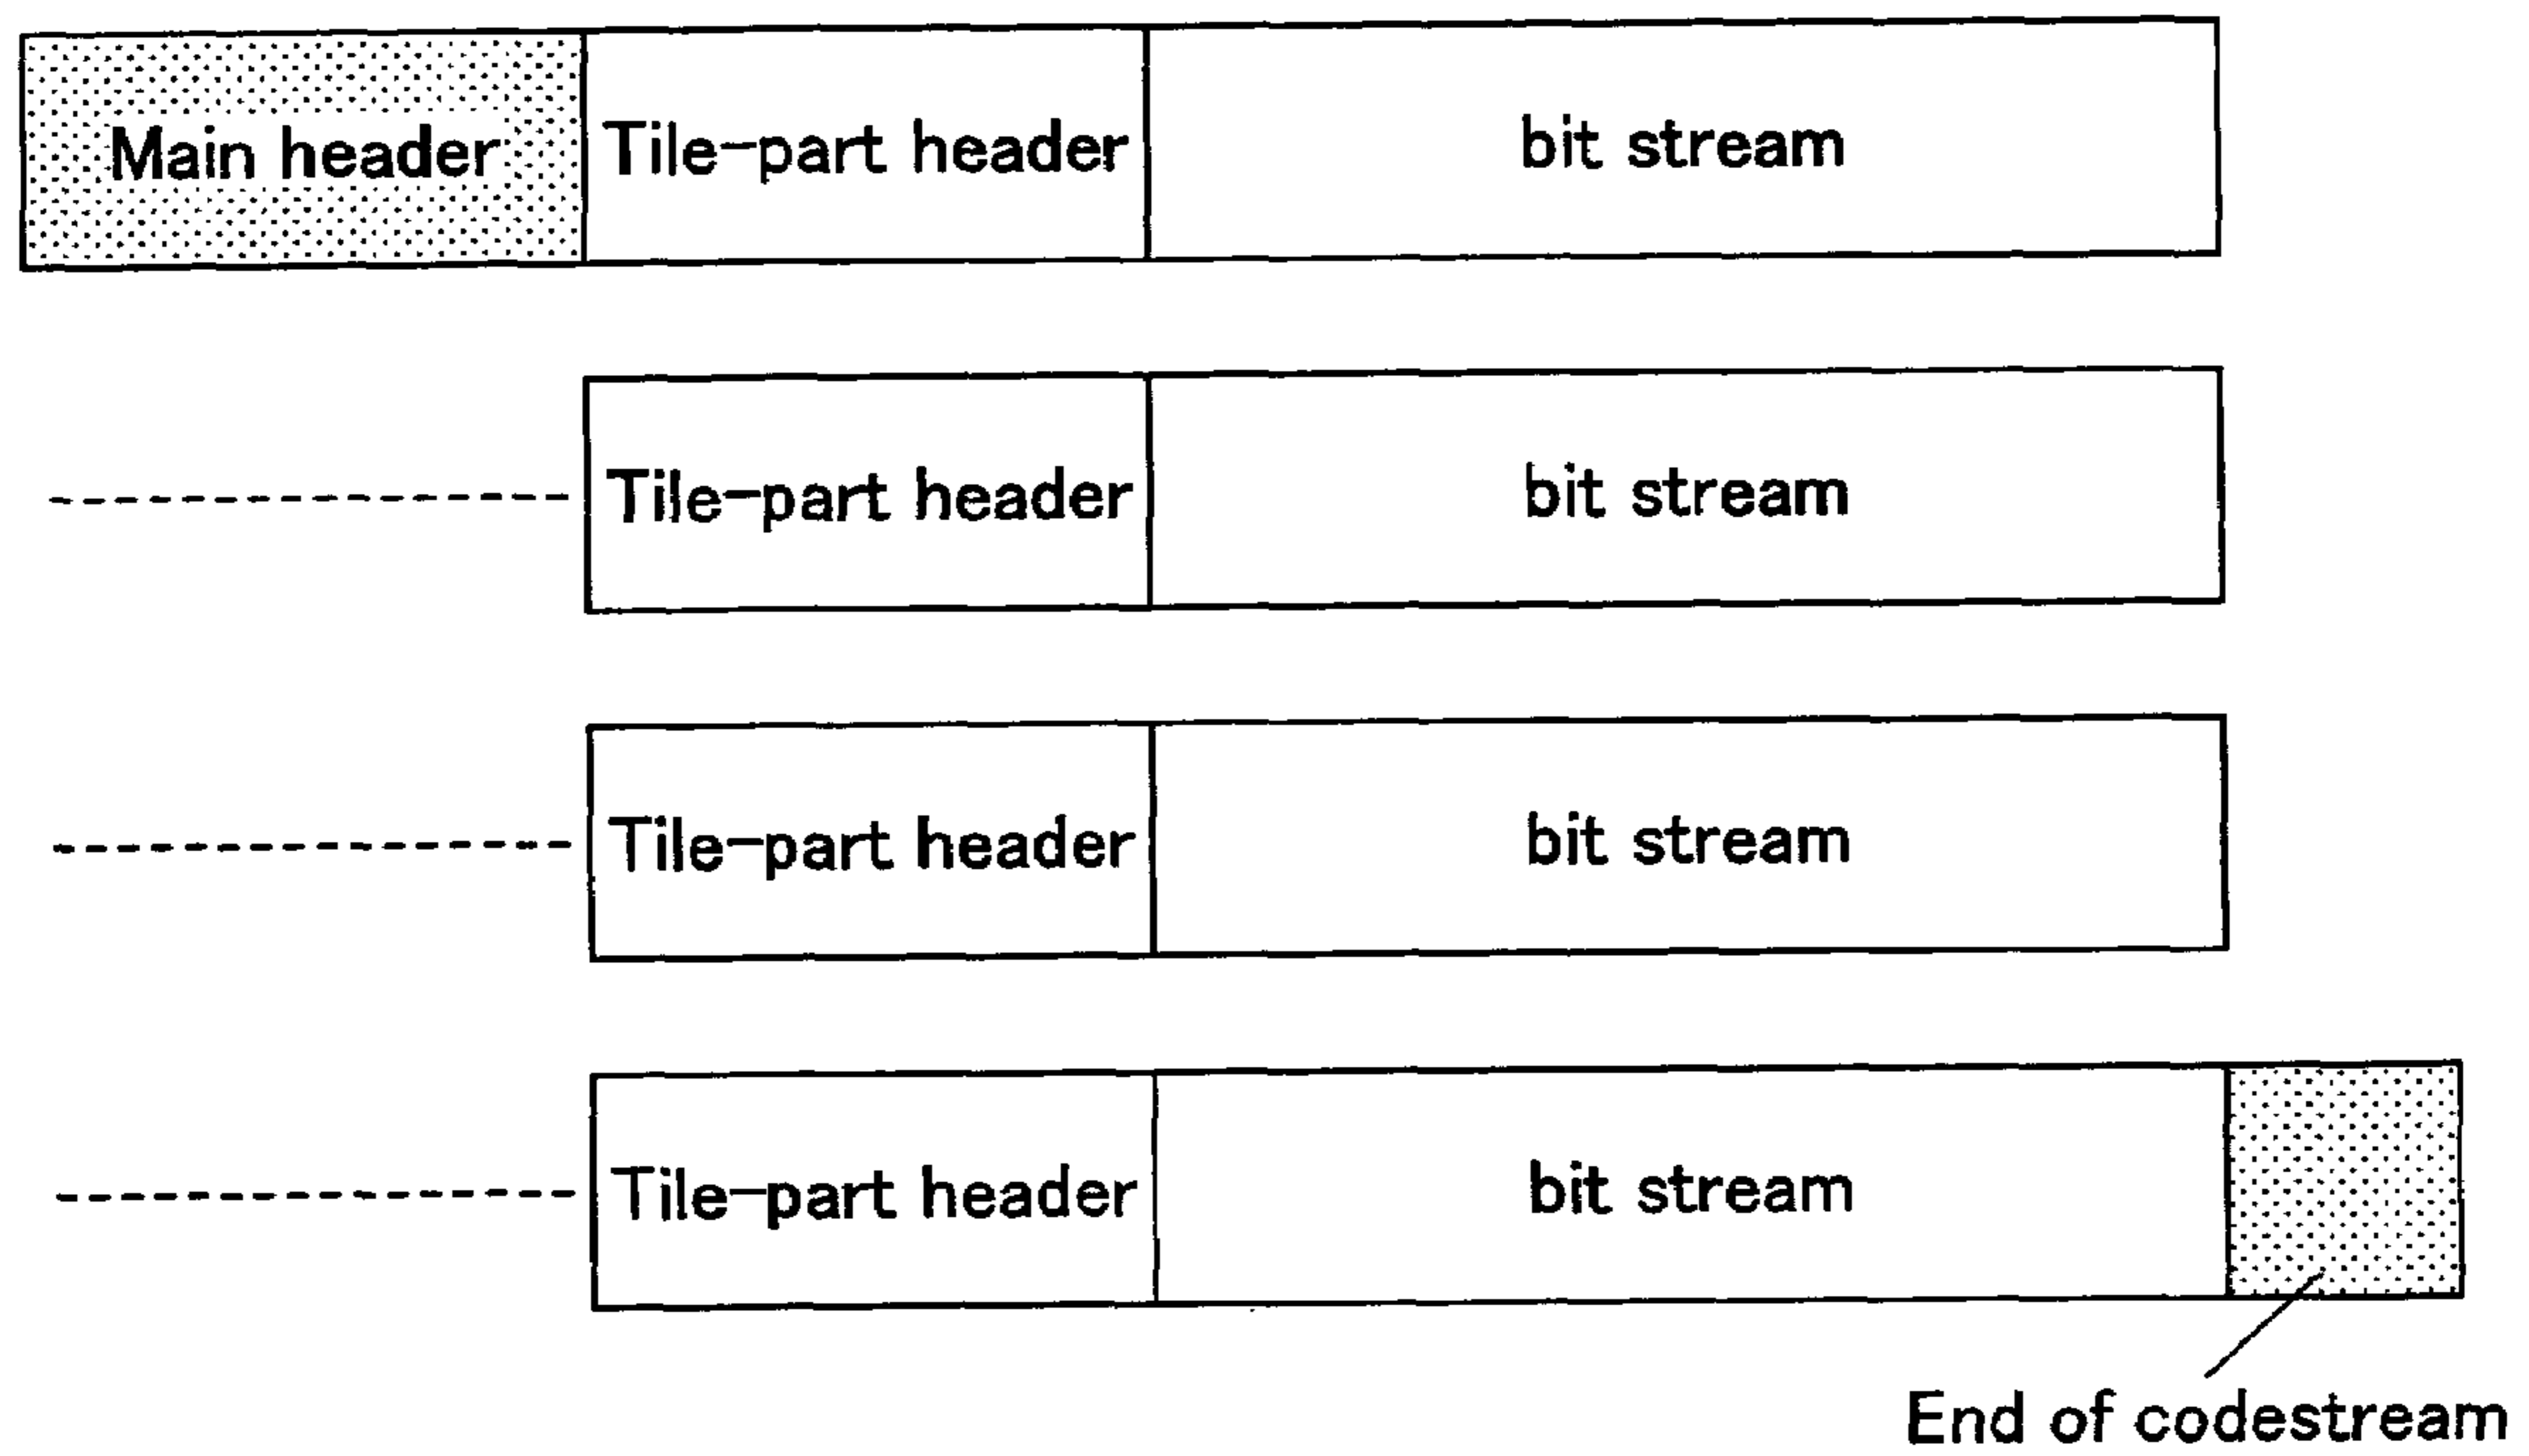 Main header Tile-part header bit stream
Tile-part header bit stream
Tile-part header bit stream
Tile-part header bit stream
End of codestream